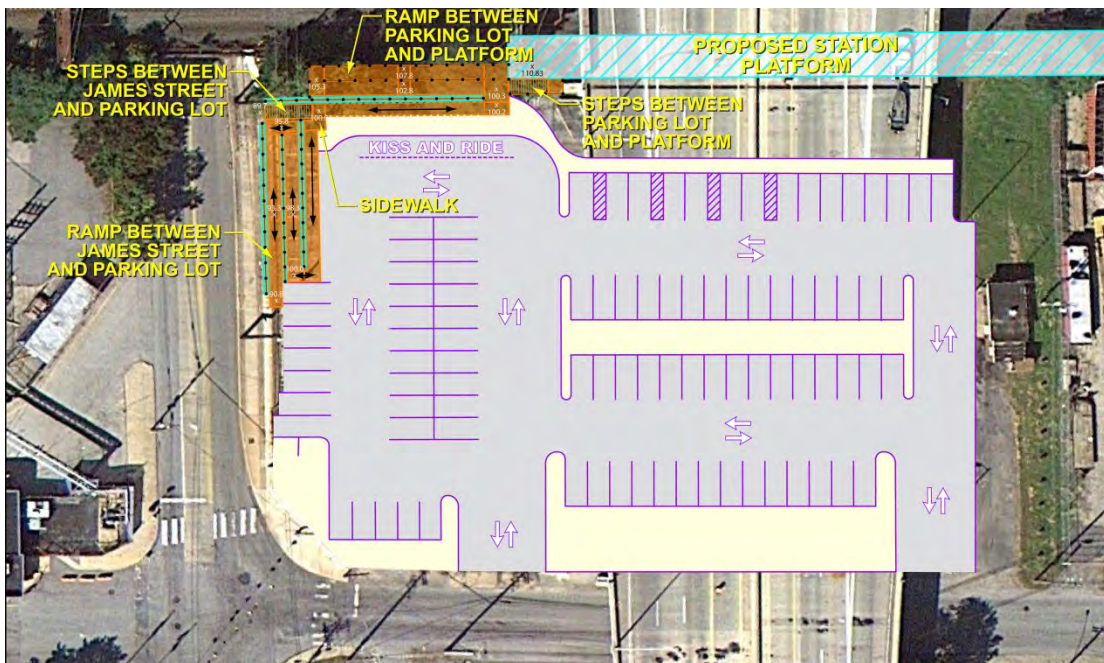 RAMP BETWEEN
PARKING LOT
AND PLATFORM
PROPOSED STATION
PLATFORM
STEPS BETWEEN
JAMES STREET
AND PARKING LOT
x
107.8
x
102.8
110.83
x
100.3
x
100.2
STEPS BETWEEN
PARKING LOT
AND PLATFORM
KISS AND RIDE
SIDEWALK
RAMP BETWEEN
JAMES STREET
AND PARKING LOT